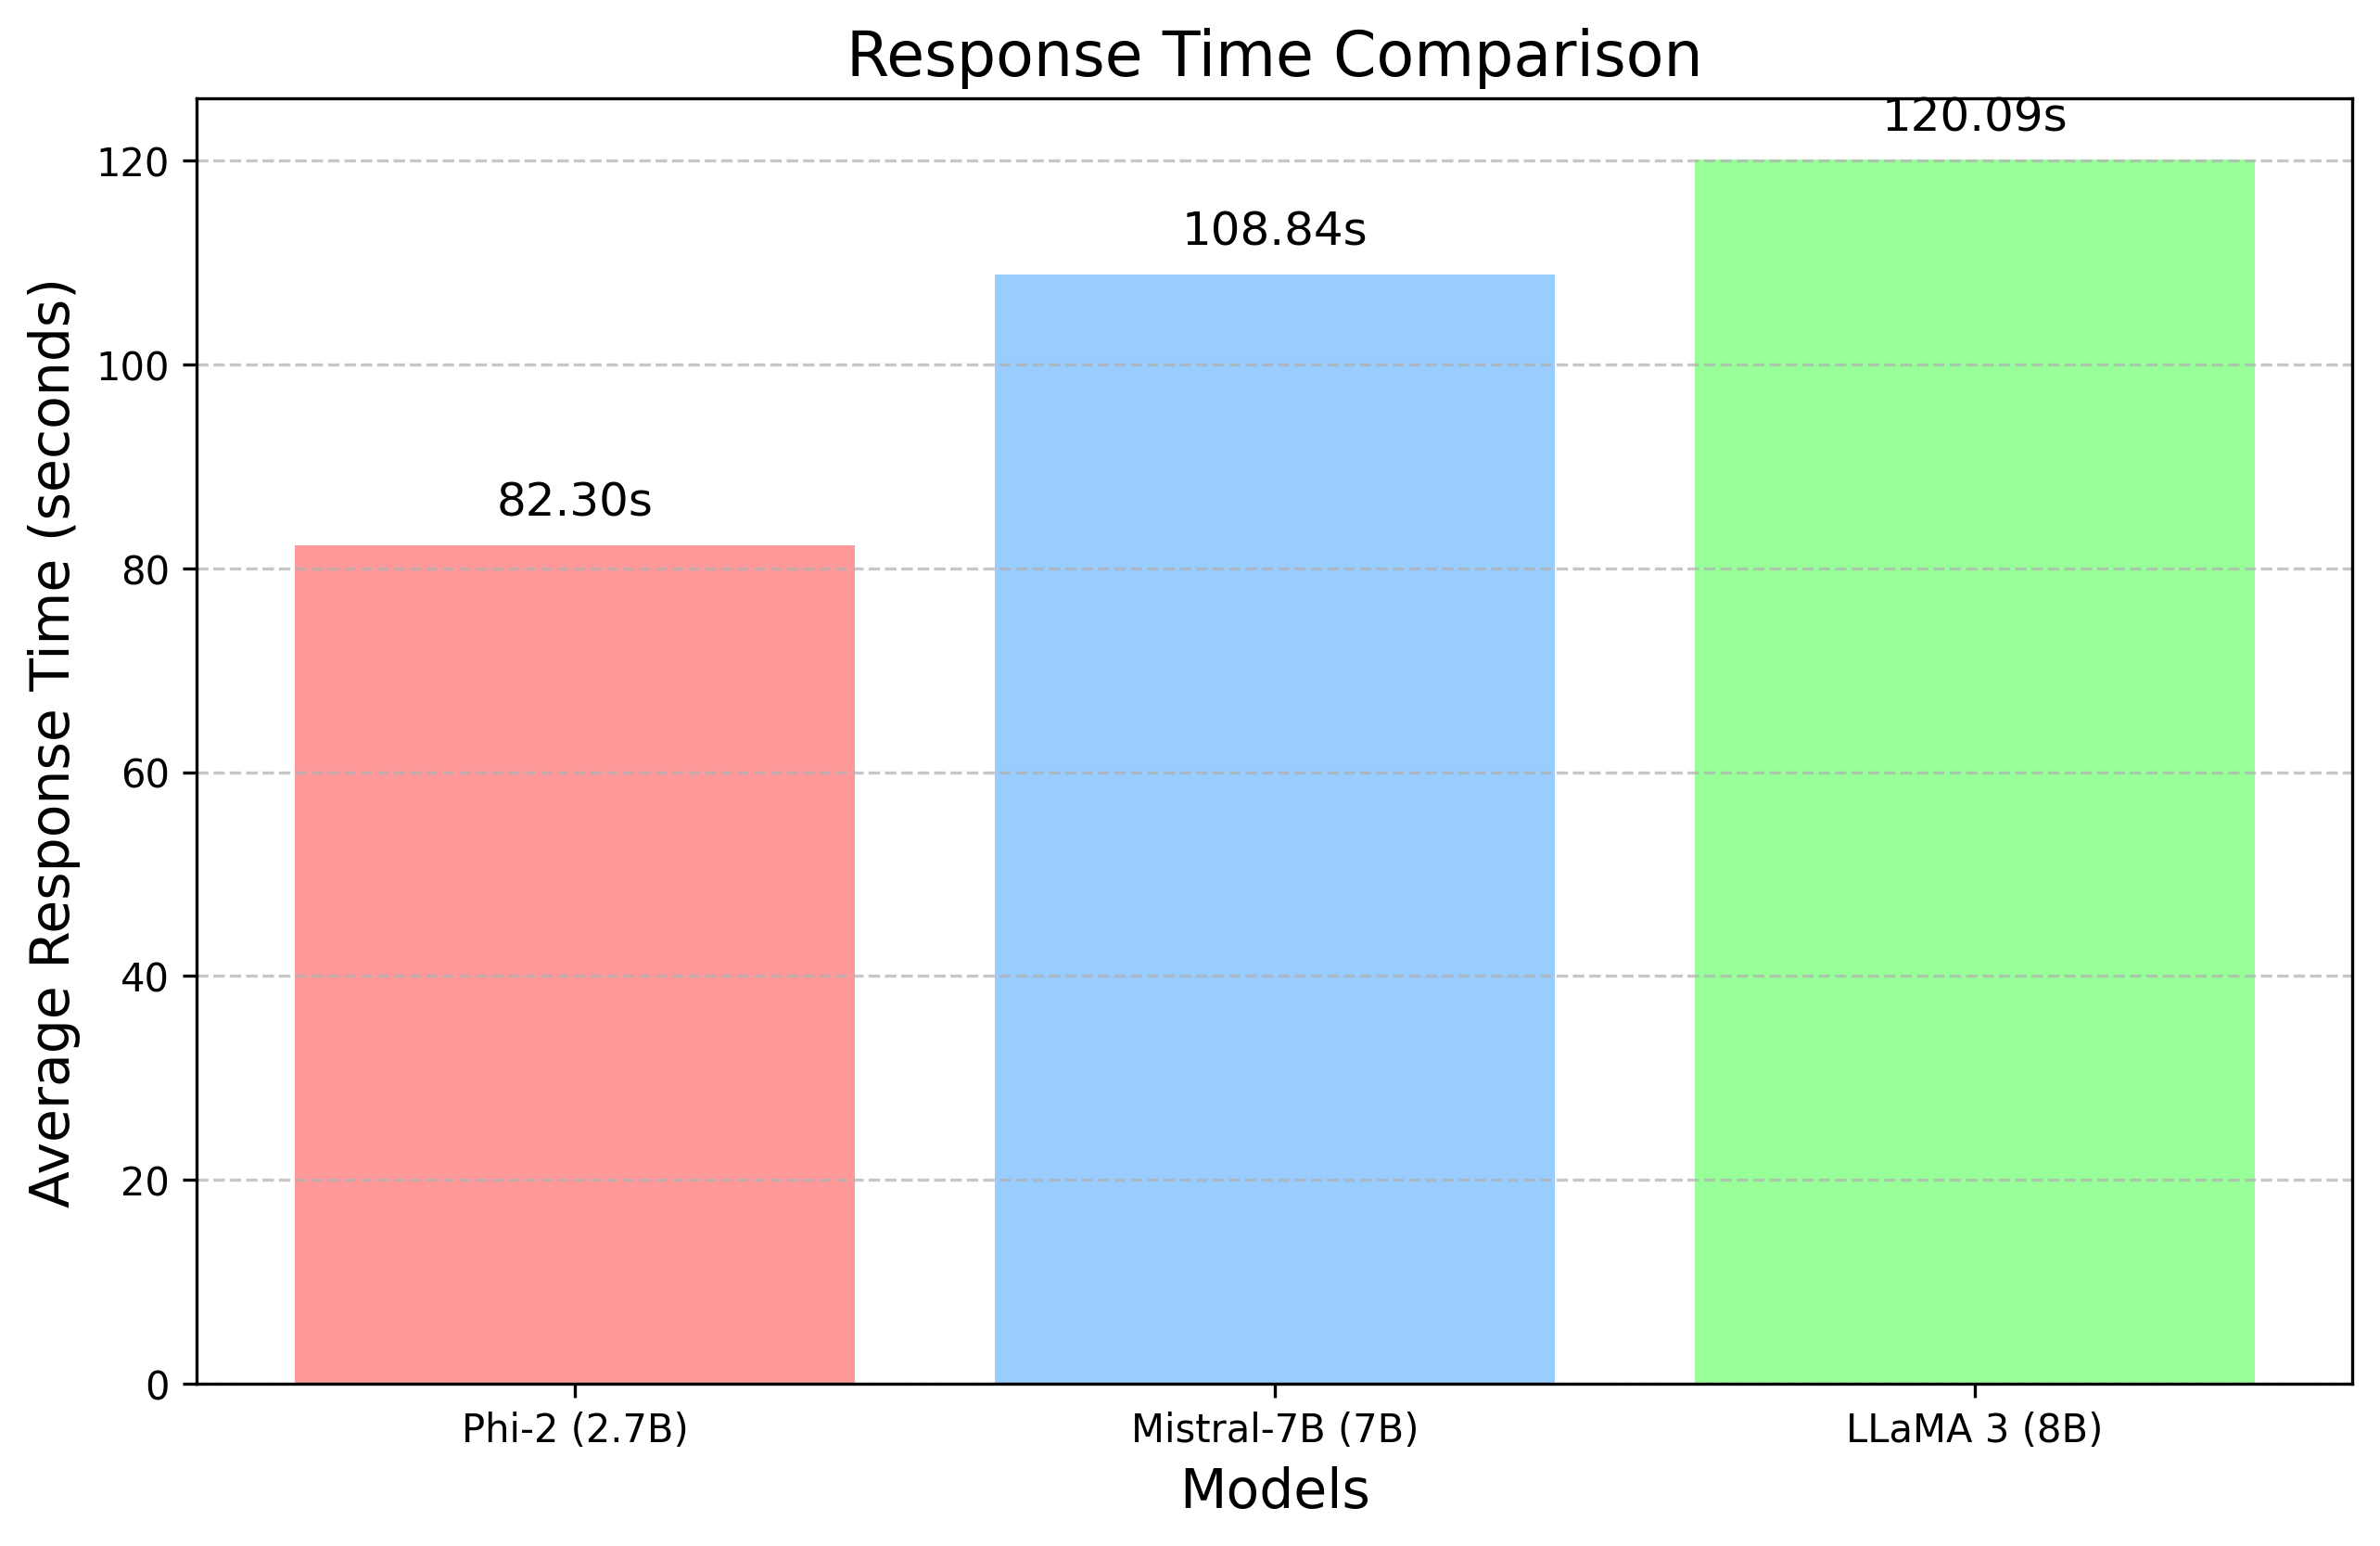 Response Time Comparison
Average Response Time (seconds)
120
100
80
60
40
20
0
82.30s
108.84s
120.09s
Phi-2 (2.7B)
Mistral-7B (7B)
LLaMA 3 (8B)
Models